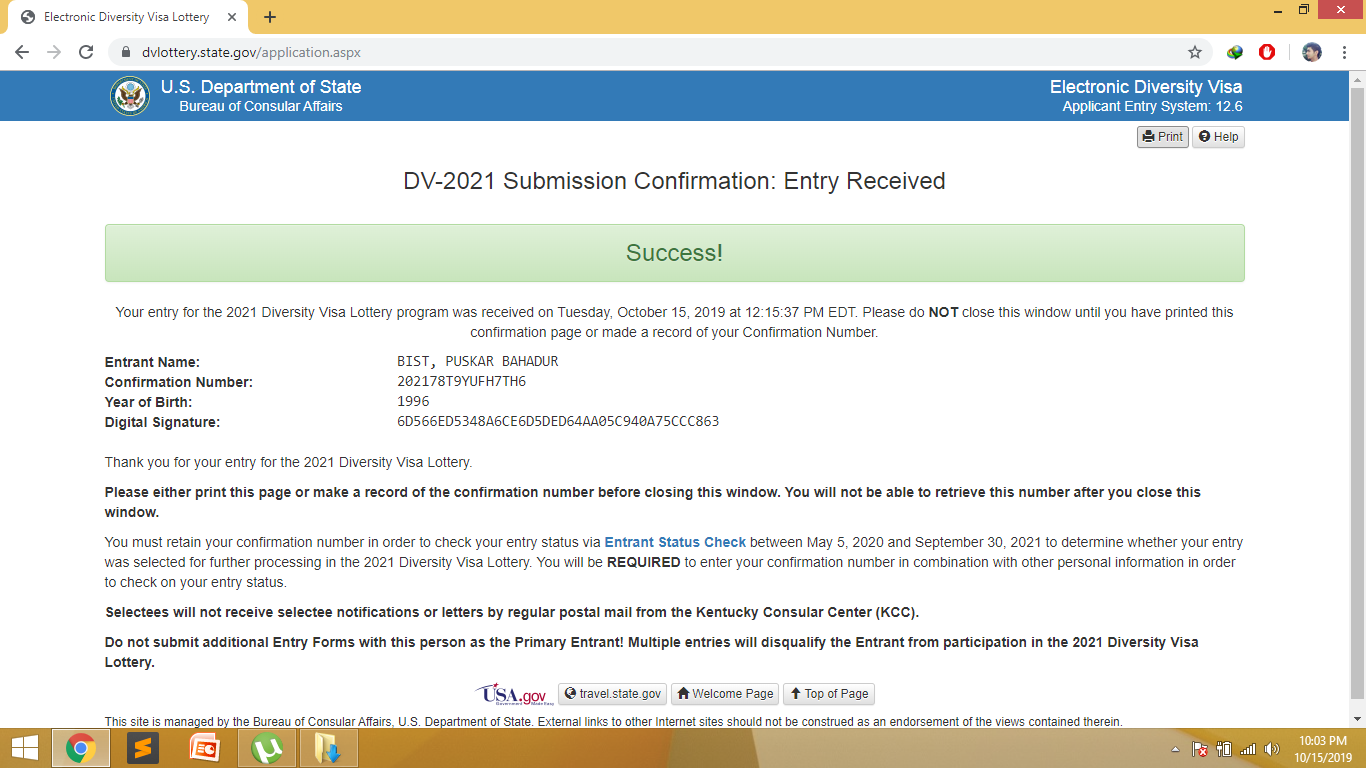 Electronic Diversity Visa Lottery
dvlottery.state.gov/application.aspx
U.S. Department of State
Bureau of Consular Affairs
Electronic Diversity Visa
Applicant Entry System: 12.6
Print Help
DV-2021 Submission Confirmation: Entry Received
Success!
Your entry for the 2021 Diversity Visa Lottery program was received on Tuesday, October 15, 2019 at 12:15:37 PM EDT. Please do NOT close this window until you have printed this
confirmation page or made a record of your Confirmation Number.
Entrant Name: BIST, PUSKAR BAHADUR
Confirmation Number: 202178T9YUFH7TH6
Year of Birth: 1996
Digital Signature: 6D566ED5348A6CE6D5DED64AA05C940A75CCC863
Thank you for your entry for the 2021 Diversity Visa Lottery.
Please either print this page or make a record of the confirmation number before closing this window. You will not be able to retrieve this number after you close this
window.
You must retain your confirmation number in order to check your entry status via Entrant Status Check between May 5, 2020 and September 30, 2021 to determine whether your entry
was selected for further processing in the 2021 Diversity Visa Lottery. You will be REQUIRED to enter your confirmation number in combination with other personal information in order
to check on your entry status.
Selectees will not receive selectee notifications or letters by regular postal mail from the Kentucky Consular Center (KCC).
Do not submit additional Entry Forms with this person as the Primary Entrant! Multiple entries will disqualify the Entrant from participation in the 2021 Diversity Visa
Lottery.
USA.gov travel.state.gov Welcome Page Top of Page
Government Made Easy
This site is managed by the Bureau of Consular Affairs, U.S. Department of State. External links to other Internet sites should not be construed as an endorsement of the views contained therein.
10:03 PM
10/15/2019